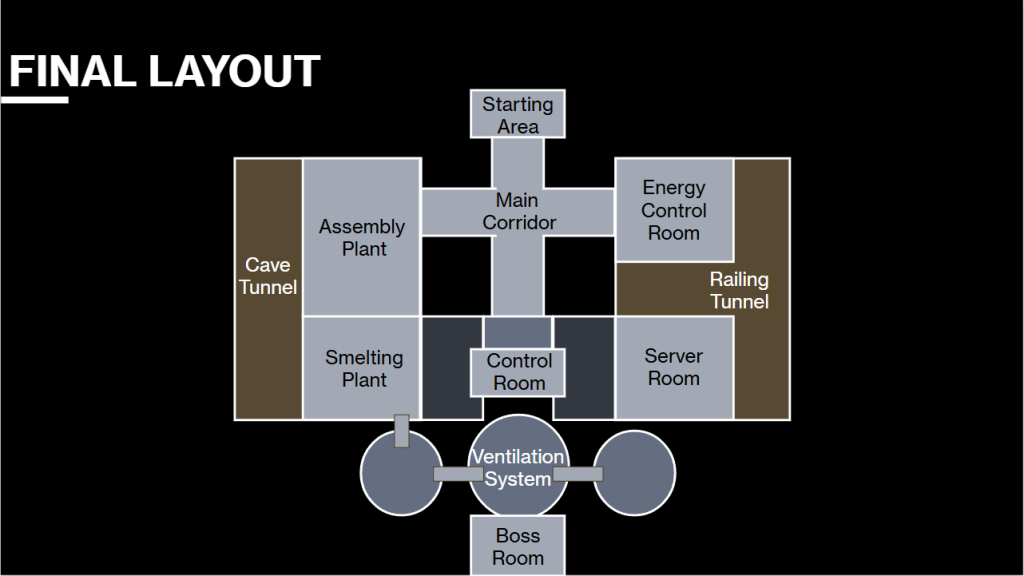 FINAL LAYOUT
Starting
Area
Main
Corridor
Energy
Control
Room
Assembly
Plant
Cave
Tunnel
Railing
Tunnel
Smelting
Plant
Control
Room
Server
Room
Ventilation
System
Boss
Room